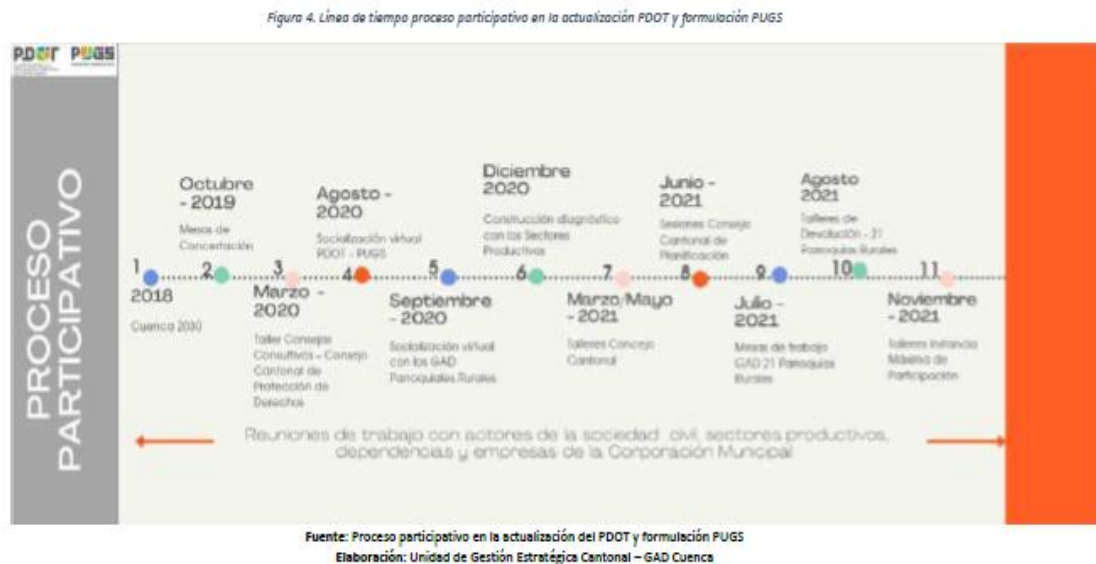 Figura 4. Línea de tiempo proceso participativo en la actualización PDOT y formulación PUGS
PDOT PUGS
PROCESO
PARTICIPATIVO
1
2018
Cuenca 2030
Octubre
- 2019
Mesas de
Concertación
2
3
Marzo -
2020
Taller Consejos
Consultivos - Consejo
Cantonal de
Protección de
Derechos
Agosto -
2020
Socialización virtual
PDOT - PUGS
4
5
Septiembre
- 2020
Socialización virtual
con los GAD
Parroquiales Rurales
Diciembre
2020
Construcción diagnóstico
con los Sectores
Productivos
6
7
Marzo/Mayo
- 2021
Talleres Concejo
Cantonal
Junio -
2021
Sesiones Consejo
Cantonal de
Planificación
8
9
Julio -
2021
Mesas de trabajo
GAD 21 Parroquias
Rurales
Agosto
2021
Talleres de
Devolución - 21
Parroquias Rurales
10
11
Noviembre
- 2021
Talleres Instancia
Máxima de
Participación
Reuniones de trabajo con actores de la sociedad civil, sectores productivos,
dependencias y empresas de la Corporación Municipal
Fuente: Proceso participativo en la actualización del PDOT y formulación PUGS
Elaboración: Unidad de Gestión Estratégica Cantonal – GAD Cuenca